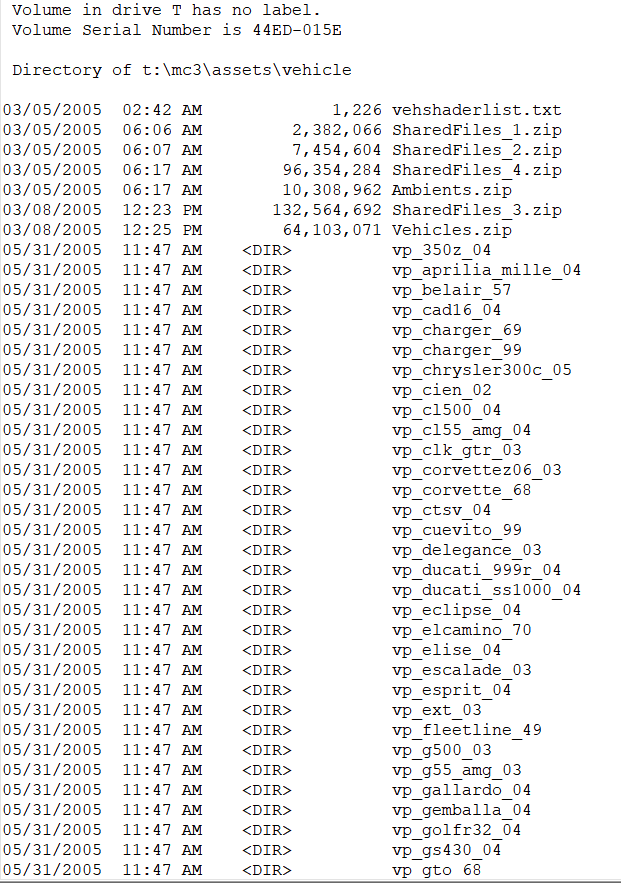 Volume in drive T has no label.
Volume Serial Number is 44ED-015E
Directory of t:\mc3\assets\vehicle
03/05/2005  02:42 AM             1,226 vehshaderlist.txt
03/05/2005  06:06 AM         2,382,066 SharedFiles_1.zip
03/05/2005  06:07 AM         7,454,604 SharedFiles_2.zip
03/05/2005  06:17 AM        96,354,284 SharedFiles_4.zip
03/05/2005  06:17 AM        10,308,962 Ambients.zip
03/08/2005  12:23 PM       132,564,692 SharedFiles_3.zip
03/08/2005  12:25 PM        64,103,071 Vehicles.zip
05/31/2005  11:47 AM    <DIR>          vp_350z_04
05/31/2005  11:47 AM    <DIR>          vp_aprilia_mille_04
05/31/2005  11:47 AM    <DIR>          vp_belair_57
05/31/2005  11:47 AM    <DIR>          vp_cad16_04
05/31/2005  11:47 AM    <DIR>          vp_charger_69
05/31/2005  11:47 AM    <DIR>          vp_charger_99
05/31/2005  11:47 AM    <DIR>          vp_chrysler300c_05
05/31/2005  11:47 AM    <DIR>          vp_cien_02
05/31/2005  11:47 AM    <DIR>          vp_cl500_04
05/31/2005  11:47 AM    <DIR>          vp_cl55_amg_04
05/31/2005  11:47 AM    <DIR>          vp_clk_gtr_03
05/31/2005  11:47 AM    <DIR>          vp_corvettez06_03
05/31/2005  11:47 AM    <DIR>          vp_corvette_68
05/31/2005  11:47 AM    <DIR>          vp_ctsv_04
05/31/2005  11:47 AM    <DIR>          vp_cuevito_99
05/31/2005  11:47 AM    <DIR>          vp_delegance_03
05/31/2005  11:47 AM    <DIR>          vp_ducati_999r_04
05/31/2005  11:47 AM    <DIR>          vp_ducati_ss1000_04
05/31/2005  11:47 AM    <DIR>          vp_eclipse_04
05/31/2005  11:47 AM    <DIR>          vp_elcamino_70
05/31/2005  11:47 AM    <DIR>          vp_elise_04
05/31/2005  11:47 AM    <DIR>          vp_escalade_03
05/31/2005  11:47 AM    <DIR>          vp_esprit_04
05/31/2005  11:47 AM    <DIR>          vp_ext_03
05/31/2005  11:47 AM    <DIR>          vp_fleetline_49
05/31/2005  11:47 AM    <DIR>          vp_g500_03
05/31/2005  11:47 AM    <DIR>          vp_g55_amg_03
05/31/2005  11:47 AM    <DIR>          vp_gallardo_04
05/31/2005  11:47 AM    <DIR>          vp_gemballa_04
05/31/2005  11:47 AM    <DIR>          vp_golfr32_04
05/31/2005  11:47 AM    <DIR>          vp_gs430_04
05/31/2005  11:47 AM    <DIR>          vp_gto_68